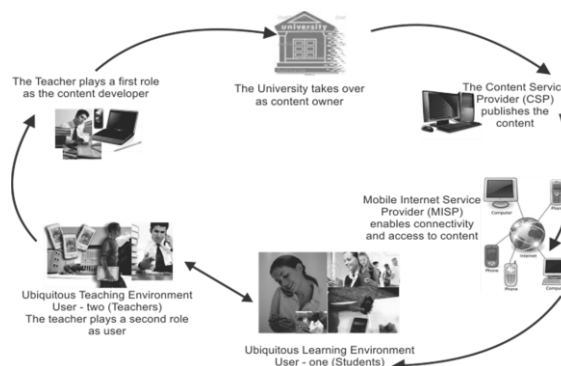 university
The Teacher plays a first role
as the content developer
The University takes over
as content owner
The Content Service
Provider (CSP)
publishes the
content
Mobile Internet Service
Provider (MISP)
enables connectivity
and access to content
Computer
Phone
Internet
Phone
Phone
Ubiquitous Teaching Environment
User - two (Teachers)
The teacher plays a second role
as user
Ubiquitous Learning Environment
User - one (Students)